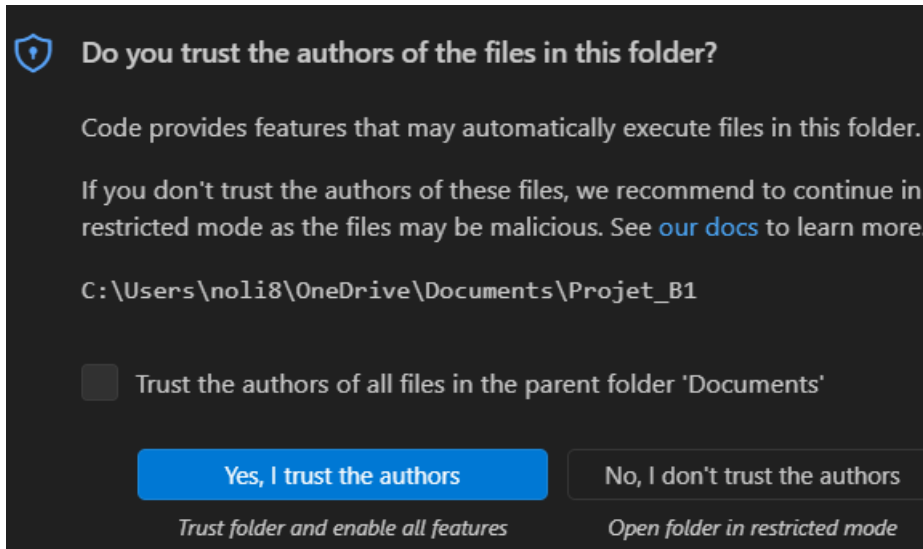 Do you trust the authors of the files in this folder?
Code provides features that may automatically execute files in this folder.
If you don't trust the authors of these files, we recommend to continue in
restricted mode as the files may be malicious. See our docs to learn more.
C:\Users\noli8\OneDrive\Documents\Projet_B1
Trust the authors of all files in the parent folder 'Documents'
Yes, I trust the authors
No, I don't trust the authors
Trust folder and enable all features
Open folder in restricted mode